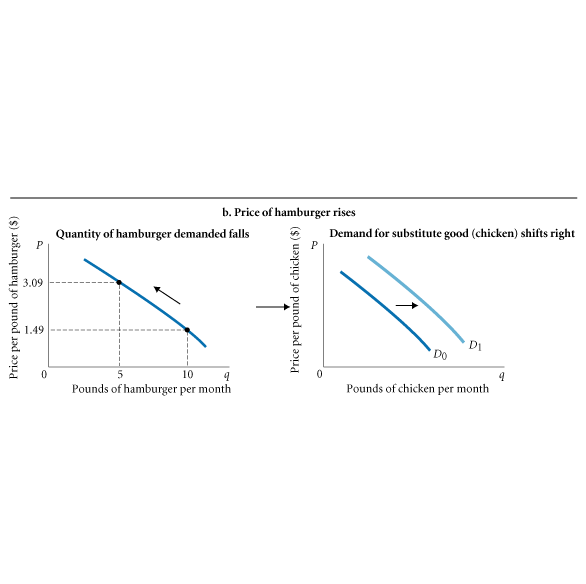 b. Price of hamburger rises
Quantity of hamburger demanded falls
Price per pound of hamburger ($)
P
3.09
1.49
0
5
10
q
Pounds of hamburger per month
Demand for substitute good (chicken) shifts right
Price per pound of chicken ($)
P
D0
D1
0
q
Pounds of chicken per month